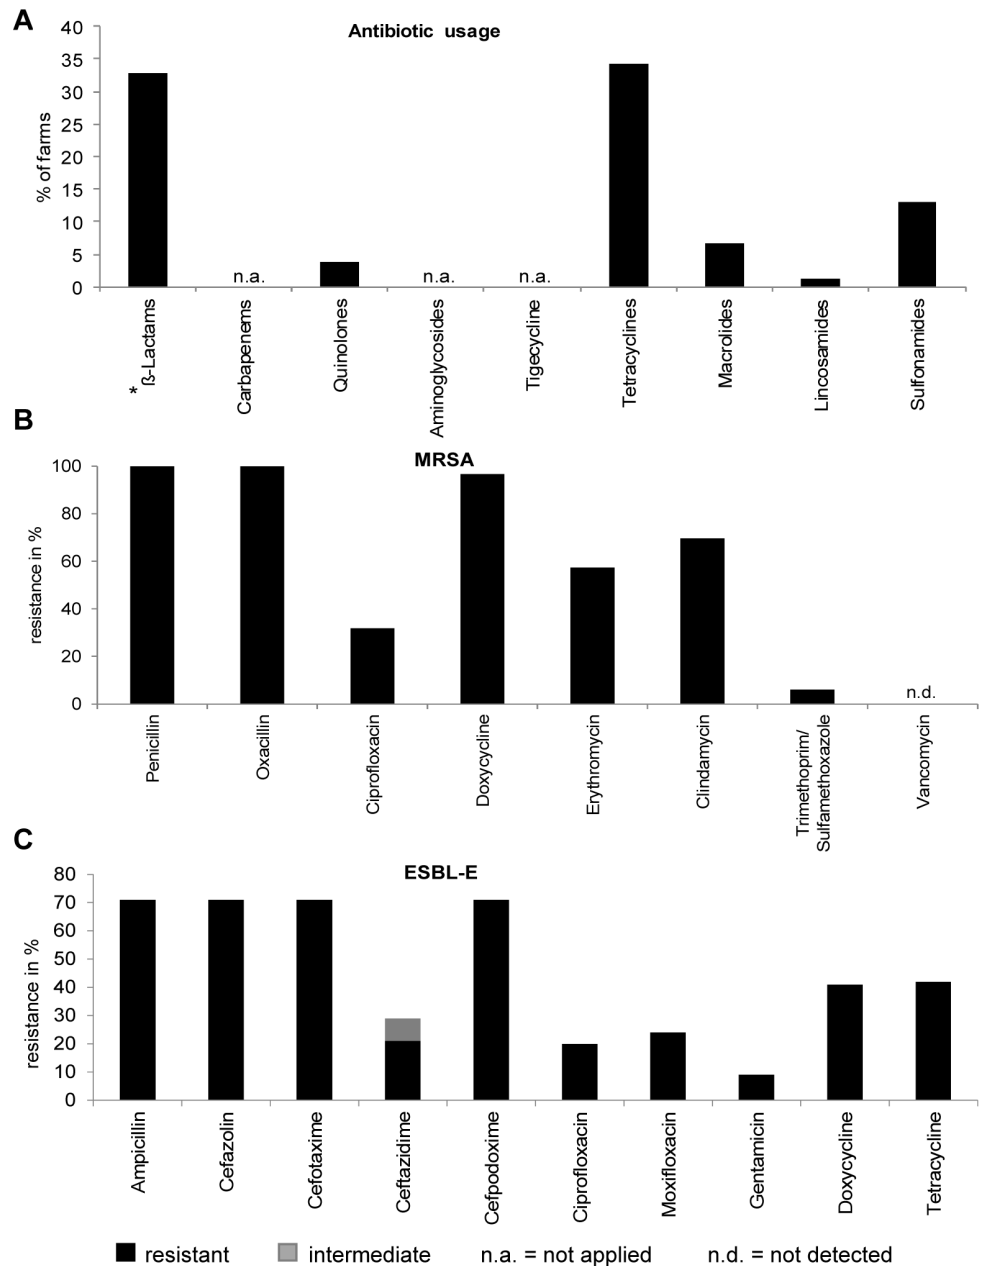 A
Antibiotic usage
% of farms
40
35
30
25
20
15
10
5
0
n.a.
n.a.
n.a.
* ß-Lactams
Carbapenems
Quinolones
Aminoglycosides
Tigecycline
Tetracyclines
Macrolides
Lincosamides
Sulfonamides
B
MRSA
resistance in %
100
80
60
40
20
0
n.d.
Penicillin
Oxacillin
Ciprofloxacin
Doxycycline
Erythromycin
Clindamycin
Trimethoprim/
Sulfamethoxazole
Vancomycin
C
ESBL-E
resistance in %
80
70
60
50
40
30
20
10
0
Ampicillin
Cefazolin
Cefotaxime
Ceftazidime
Cefpodoxime
Ciprofloxacin
Moxifloxacin
Gentamicin
Doxycycline
Tetracycline
resistant intermediate n.a. = not applied n.d. = not detected